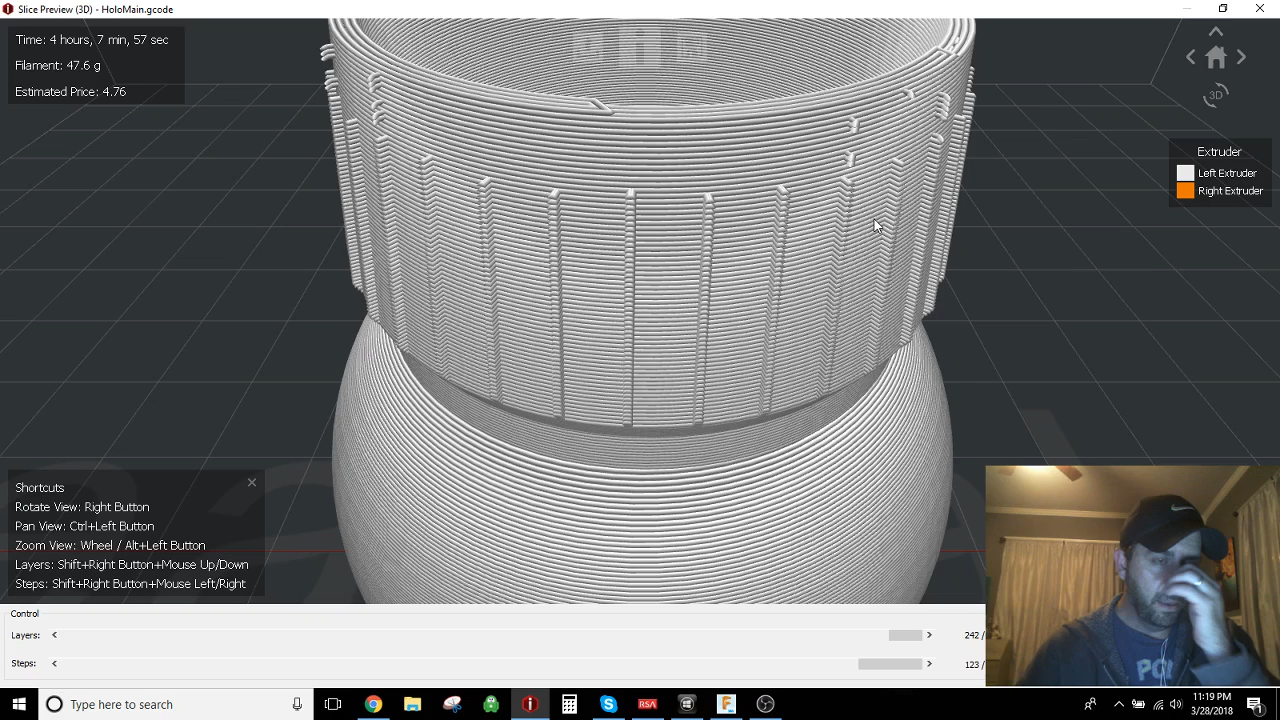 Slice Preview (3D) - HoloMain.gcode
Time: 4 hours, 7 min, 57 sec
Filament: 47.6 g
Estimated Price: 4.76
3D
Extruder
Left Extruder
Right Extruder
Shortcuts
Rotate View: Right Button
Pan View: Ctrl+Left Button
Zoom View: Wheel / Alt+Left Button
Layers: Shift+Right Button+Mouse Up/Down
Steps: Shift+Right Button+Mouse Left/Right
Control
Layers:
242 /
Steps:
123 /
Type here to search
RSA
11:19 PM
3/28/2018